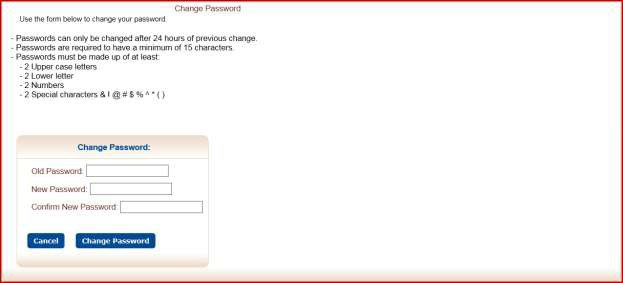 Change Password
Use the form below to change your password.
- Passwords can only be changed after 24 hours of previous change.
- Passwords are required to have a minimum of 15 characters.
- Passwords must be made up of at least:
- 2 Upper case letters
- 2 Lower letter
- 2 Numbers
- 2 Special characters & ! @ # $ % ^ * ( )
Change Password:
Old Password:
New Password:
Confirm New Password:
Cancel Change Password